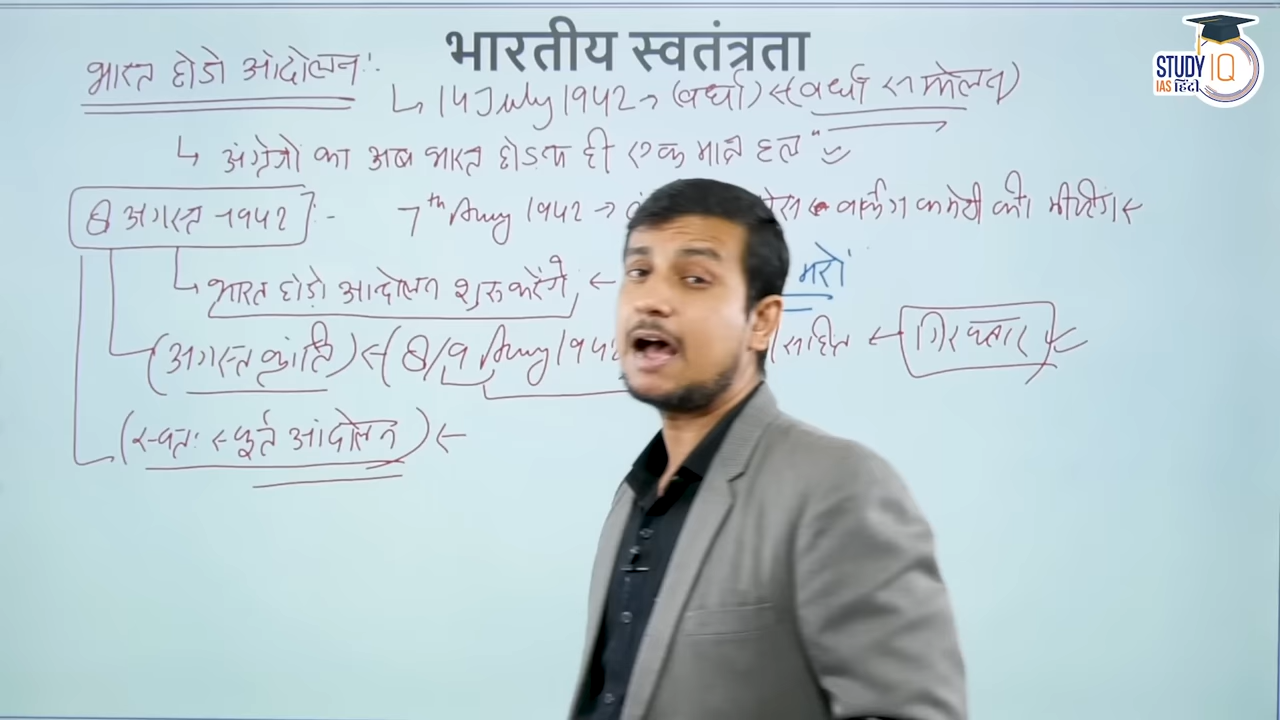 भारतीय स्वतंत्रता
STUDY IQ
IAS हिंदी
भारत छोडो आंदोलन:-
↳ 14 July 1942 → (वर्धा) ← (वर्धा सम्मेलन)
↳ अंग्रेजो का अब भारत छोडना ही एक मात्र हल"
8 अगस्त -1942 :- 7th Aug 1942 → वर्किंग कमेटी की मीटिंग ←
↳ भारत छोड़ो आंदोलन शुरू करेंगे, ← मरो'
(अगस्त क्रांति) ← (8/9 Aug 1942 सहित ← गिरफ्तार
(स्वतः स्फूर्त आंदोलन) ←